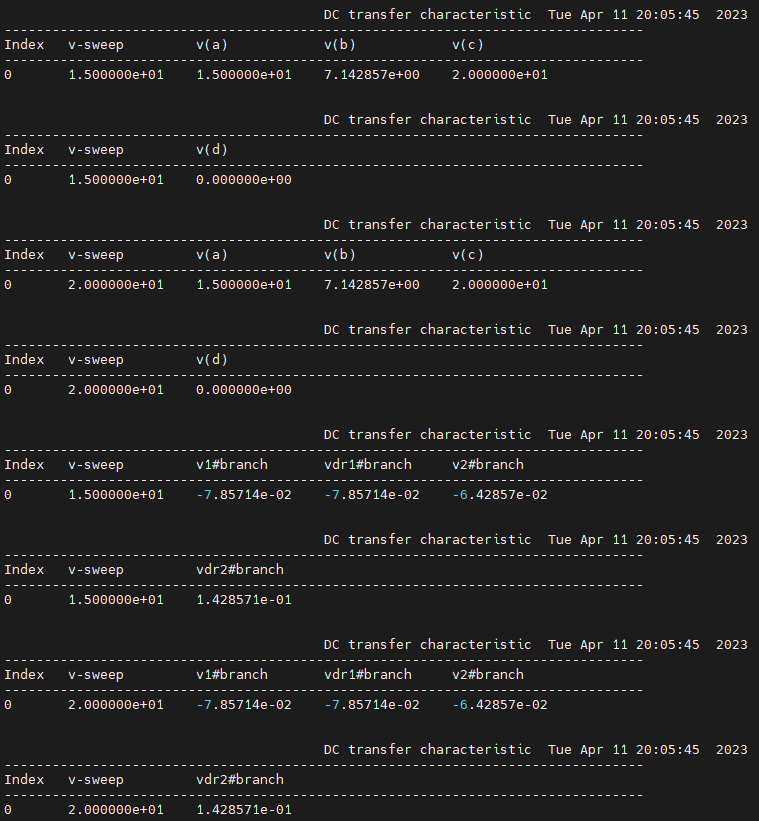 DC transfer characteristic  Tue Apr 11 20:05:45  2023
--------------------------------------------------------------------------------
Index   v-sweep         v(a)            v(b)            v(c)
--------------------------------------------------------------------------------
0       1.500000e+01    1.500000e+01    7.142857e+00    2.000000e+01
DC transfer characteristic  Tue Apr 11 20:05:45  2023
--------------------------------------------------------------------------------
Index   v-sweep         v(d)
--------------------------------------------------------------------------------
0       1.500000e+01    0.000000e+00
DC transfer characteristic  Tue Apr 11 20:05:45  2023
--------------------------------------------------------------------------------
Index   v-sweep         v(a)            v(b)            v(c)
--------------------------------------------------------------------------------
0       2.000000e+01    1.500000e+01    7.142857e+00    2.000000e+01
DC transfer characteristic  Tue Apr 11 20:05:45  2023
--------------------------------------------------------------------------------
Index   v-sweep         v(d)
--------------------------------------------------------------------------------
0       2.000000e+01    0.000000e+00
DC transfer characteristic  Tue Apr 11 20:05:45  2023
--------------------------------------------------------------------------------
Index   v-sweep         v1#branch       vdr1#branch     v2#branch
--------------------------------------------------------------------------------
0       1.500000e+01    -7.85714e-02    -7.85714e-02    -6.42857e-02
DC transfer characteristic  Tue Apr 11 20:05:45  2023
--------------------------------------------------------------------------------
Index   v-sweep         vdr2#branch
--------------------------------------------------------------------------------
0       1.500000e+01    1.428571e-01
DC transfer characteristic  Tue Apr 11 20:05:45  2023
--------------------------------------------------------------------------------
Index   v-sweep         v1#branch       vdr1#branch     v2#branch
--------------------------------------------------------------------------------
0       2.000000e+01    -7.85714e-02    -7.85714e-02    -6.42857e-02
DC transfer characteristic  Tue Apr 11 20:05:45  2023
--------------------------------------------------------------------------------
Index   v-sweep         vdr2#branch
--------------------------------------------------------------------------------
0       2.000000e+01    1.428571e-01